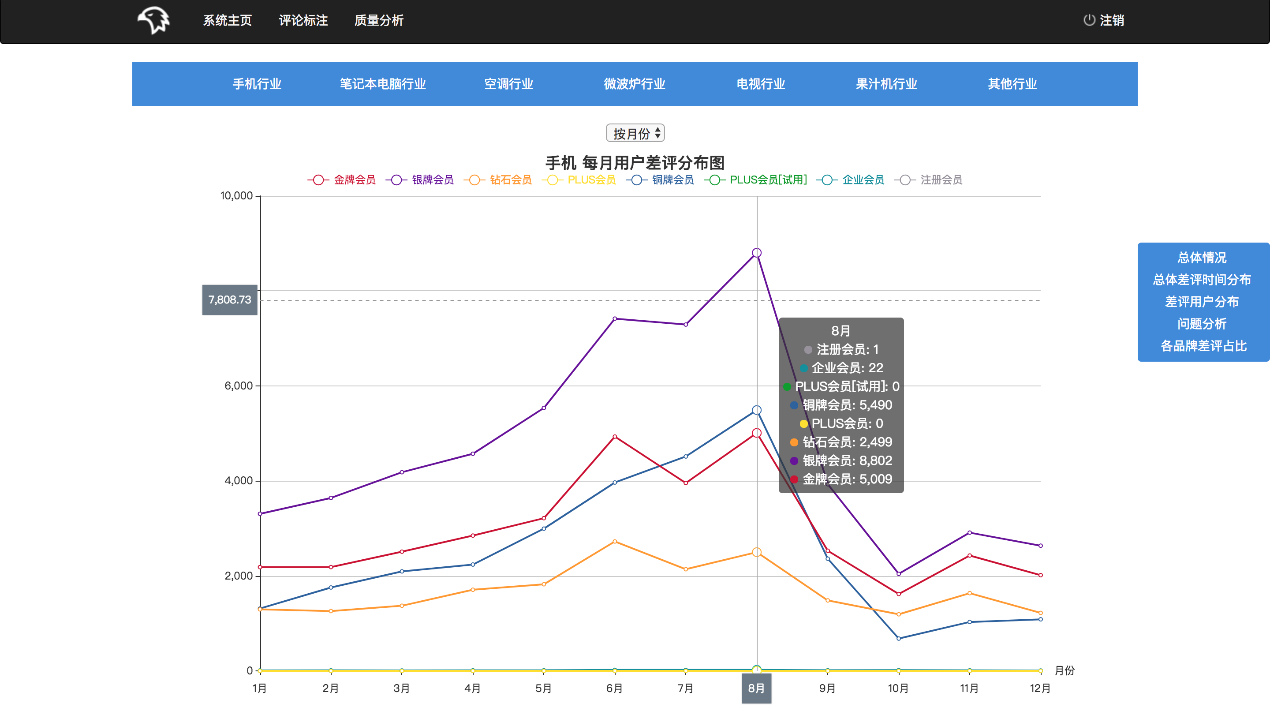 系统主页 评论标注 质量分析 注销
手机行业 笔记本电脑行业 空调行业 微波炉行业 电视行业 果汁机行业 其他行业
按月份
手机 每月用户差评分布图
金牌会员 银牌会员 钻石会员 PLUS会员 铜牌会员 PLUS会员[试用] 企业会员 注册会员
10,000
7,808.73
6,000
4,000
2,000
0
8月
注册会员: 1
企业会员: 22
PLUS会员[试用]: 0
铜牌会员: 5,490
PLUS会员: 0
钻石会员: 2,499
银牌会员: 8,802
金牌会员: 5,009
月份
1月 2月 3月 4月 5月 6月 7月 8月 9月 10月 11月 12月
总体情况
总体差评时间分布
差评用户分布
问题分析
各品牌差评占比